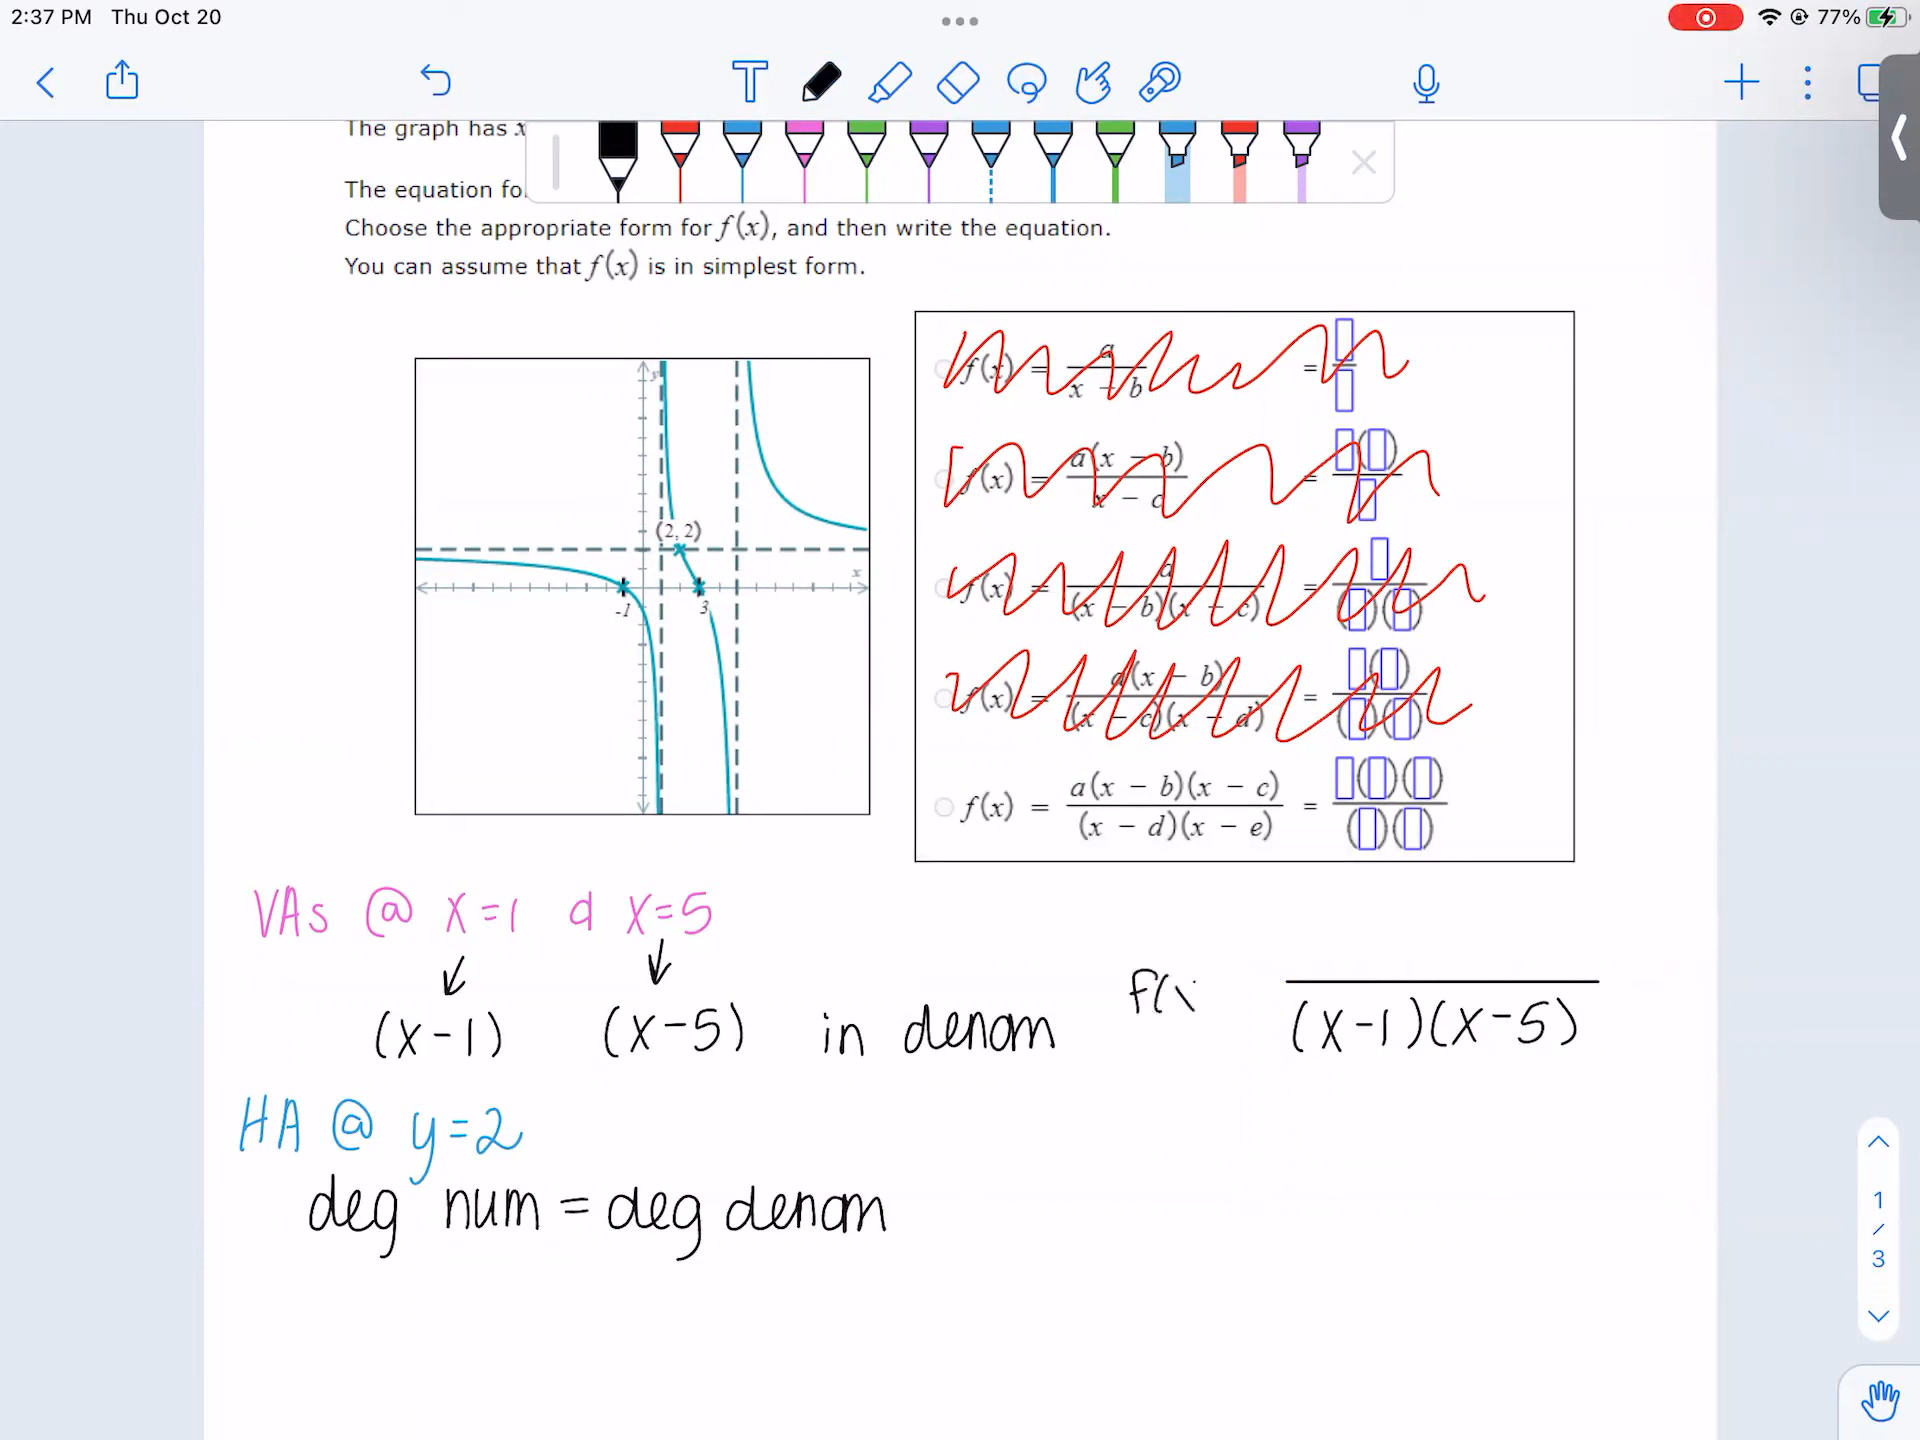 2:37 PM Thu Oct 20
77%
The graph has x
The equation fo
Choose the appropriate form for f(x), and then write the equation.
You can assume that f(x) is in simplest form.
y
(2, 2)
x
-1
3
f(x) = a / (x − b) = □/□
f(x) = a(x − b) / (x − c) = □(□)/□
f(x) = a / ((x − b)(x − c)) = □/((□)(□))
f(x) = a(x − b) / ((x − c)(x − d)) = □(□)/((□)(□))
f(x) = a(x − b)(x − c) / ((x − d)(x − e)) = □(□)(□)/((□)(□))
VAs @ x=1 d x=5
(x-1) (x-5) in denom
f(x
(x-1)(x-5)
HA @ y=2
deg num = deg denom
1
/
3